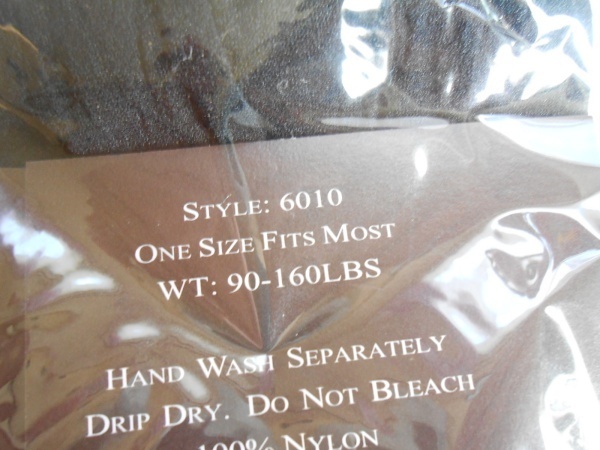 STYLE: 6010
ONE SIZE FITS MOST
WT: 90-160LBS
HAND WASH SEPARATELY
DRIP DRY. DO NOT BLEACH
100% NYLON